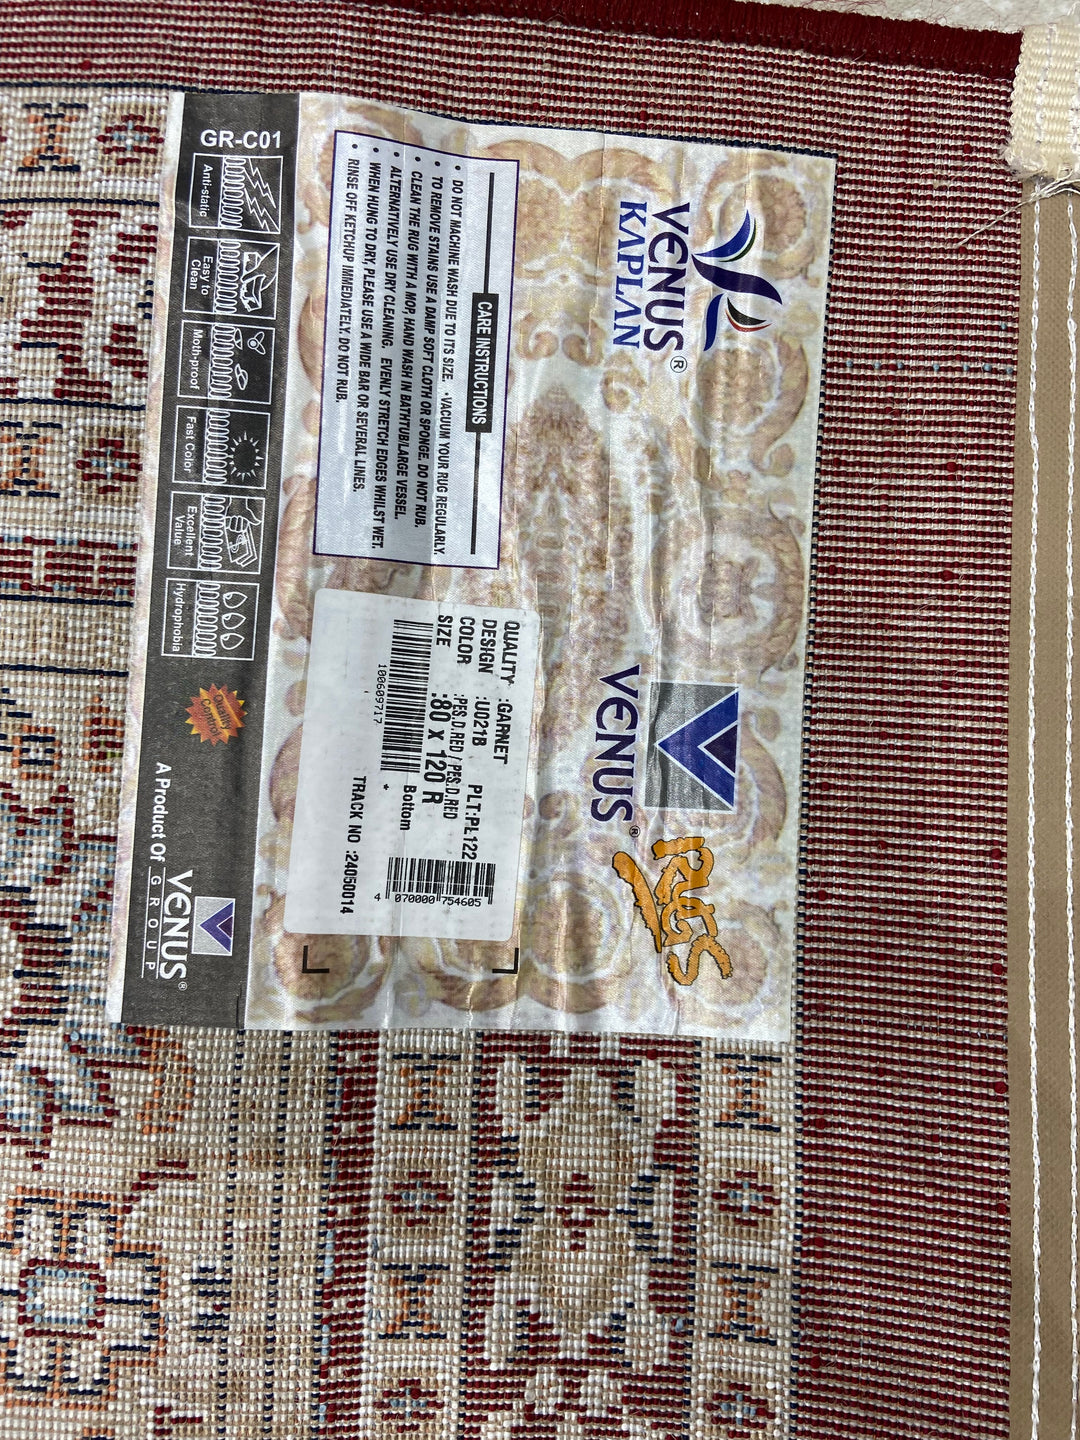 VENUS ®
KAPLAN
VENUS ®
RUGS
CARE INSTRUCTIONS
• DO NOT MACHINE WASH DUE TO ITS SIZE. •VACUUM YOUR RUG REGULARLY.
• TO REMOVE STAINS USE A DAMP SOFT CLOTH OR SPONGE. DO NOT RUB.
• CLEAN THE RUG WITH A MOP, HAND WASH IN BATHTUB/LARGE VESSEL.
• ALTERNATIVELY USE DRY CLEANING. EVENLY STRETCH EDGES WHILST WET.
• WHEN HUNG TO DRY, PLEASE USE A WIDE BAR OR SEVERAL LINES.
• RINSE OFF KETCHUP IMMEDIATELY. DO NOT RUB.
QUALITY :GARNET
DESIGN :U021B PLT:PL122
COLOR :PES.D.RED / PES.D.RED
SIZE :80 X 120 R
4 070000 754605
Bottom
100609717 *
TRACK NO :24050014
GR-C01
Anti-static
Easy to
Clean
Moth-proof
Fast Color
Excellent
Value
Hydrophobia
Quality
Control
A Product Of VENUS ®
GROUP